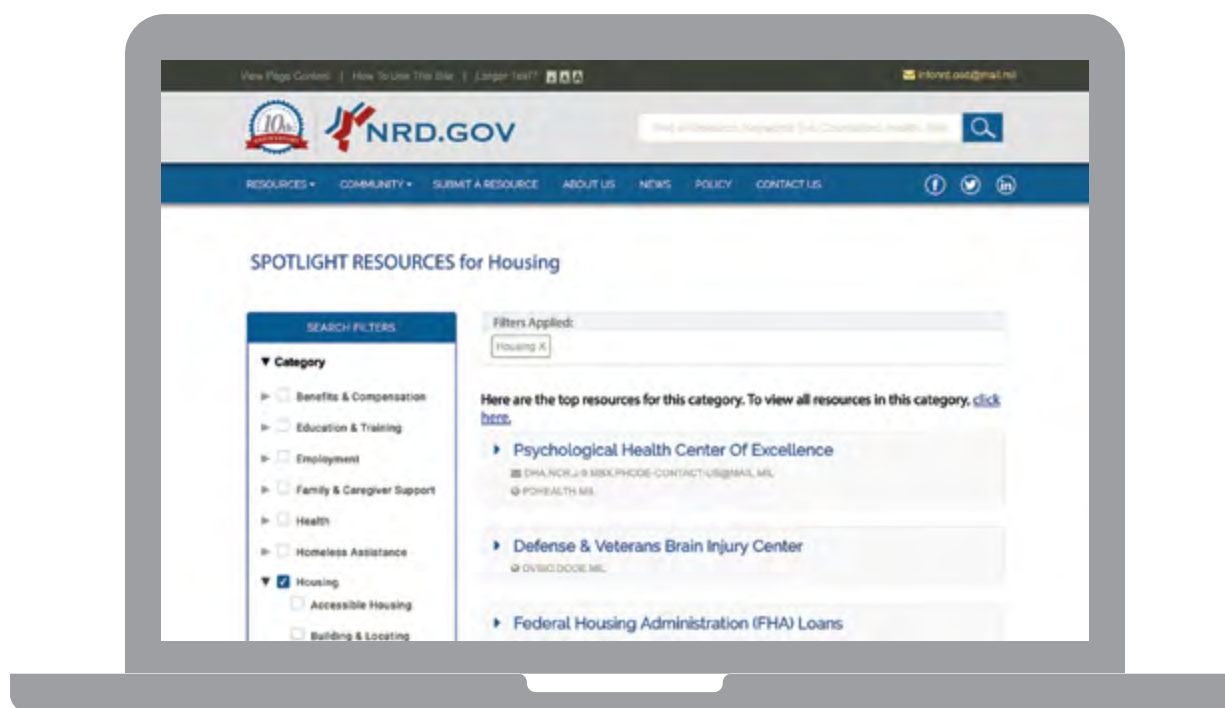 View Page Content | How To Use This Site | Larger Text? A A A
10th
NRD.GOV
RESOURCES COMMUNITY SUBMIT A RESOURCE ABOUT US NEWS POLICY CONTACT US
SPOTLIGHT RESOURCES for Housing
SEARCH FILTERS
Category
Benefits & Compensation
Education & Training
Employment
Family & Caregiver Support
Health
Homeless Assistance
Housing
Accessible Housing
Building & Locating
Filters Applied:
Housing X
Here are the top resources for this category. To view all resources in this category, click
here.
Psychological Health Center Of Excellence
PDHEALTH.MIL
Defense & Veterans Brain Injury Center
Federal Housing Administration (FHA) Loans